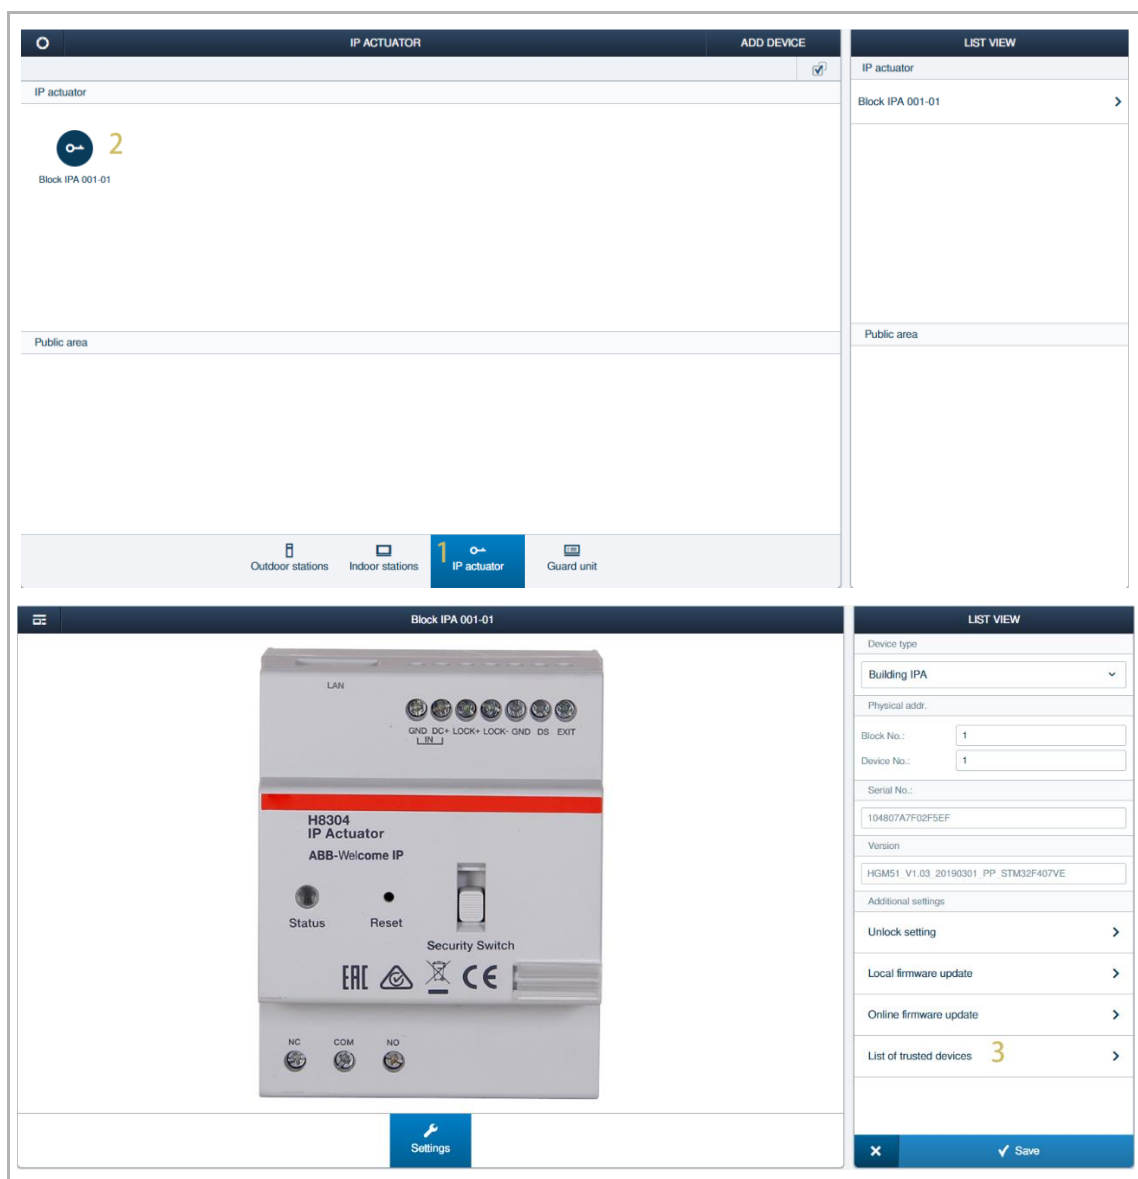 IP ACTUATOR
ADD DEVICE
LIST VIEW
IP actuator
IP actuator
Block IPA 001-01
2
Block IPA 001-01
Public area
Public area
1
Outdoor stations
Indoor stations
IP actuator
Guard unit
Block IPA 001-01
LIST VIEW
LAN
GND DC+ LOCK+ LOCK- GND DS EXIT
IN
H8304
IP Actuator
ABB-Welcome IP
Status
Reset
Security Switch
EAC
CE
NC COM NO
Settings
Device type
Building IPA
Physical addr.
Block No.: 1
Device No.: 1
Serial No.:
104807A7F02F5EF
Version
HGM51_V1.03_20190301_PP_STM32F407VE
Additional settings
Unlock setting
Local firmware update
Online firmware update
List of trusted devices 3
Save